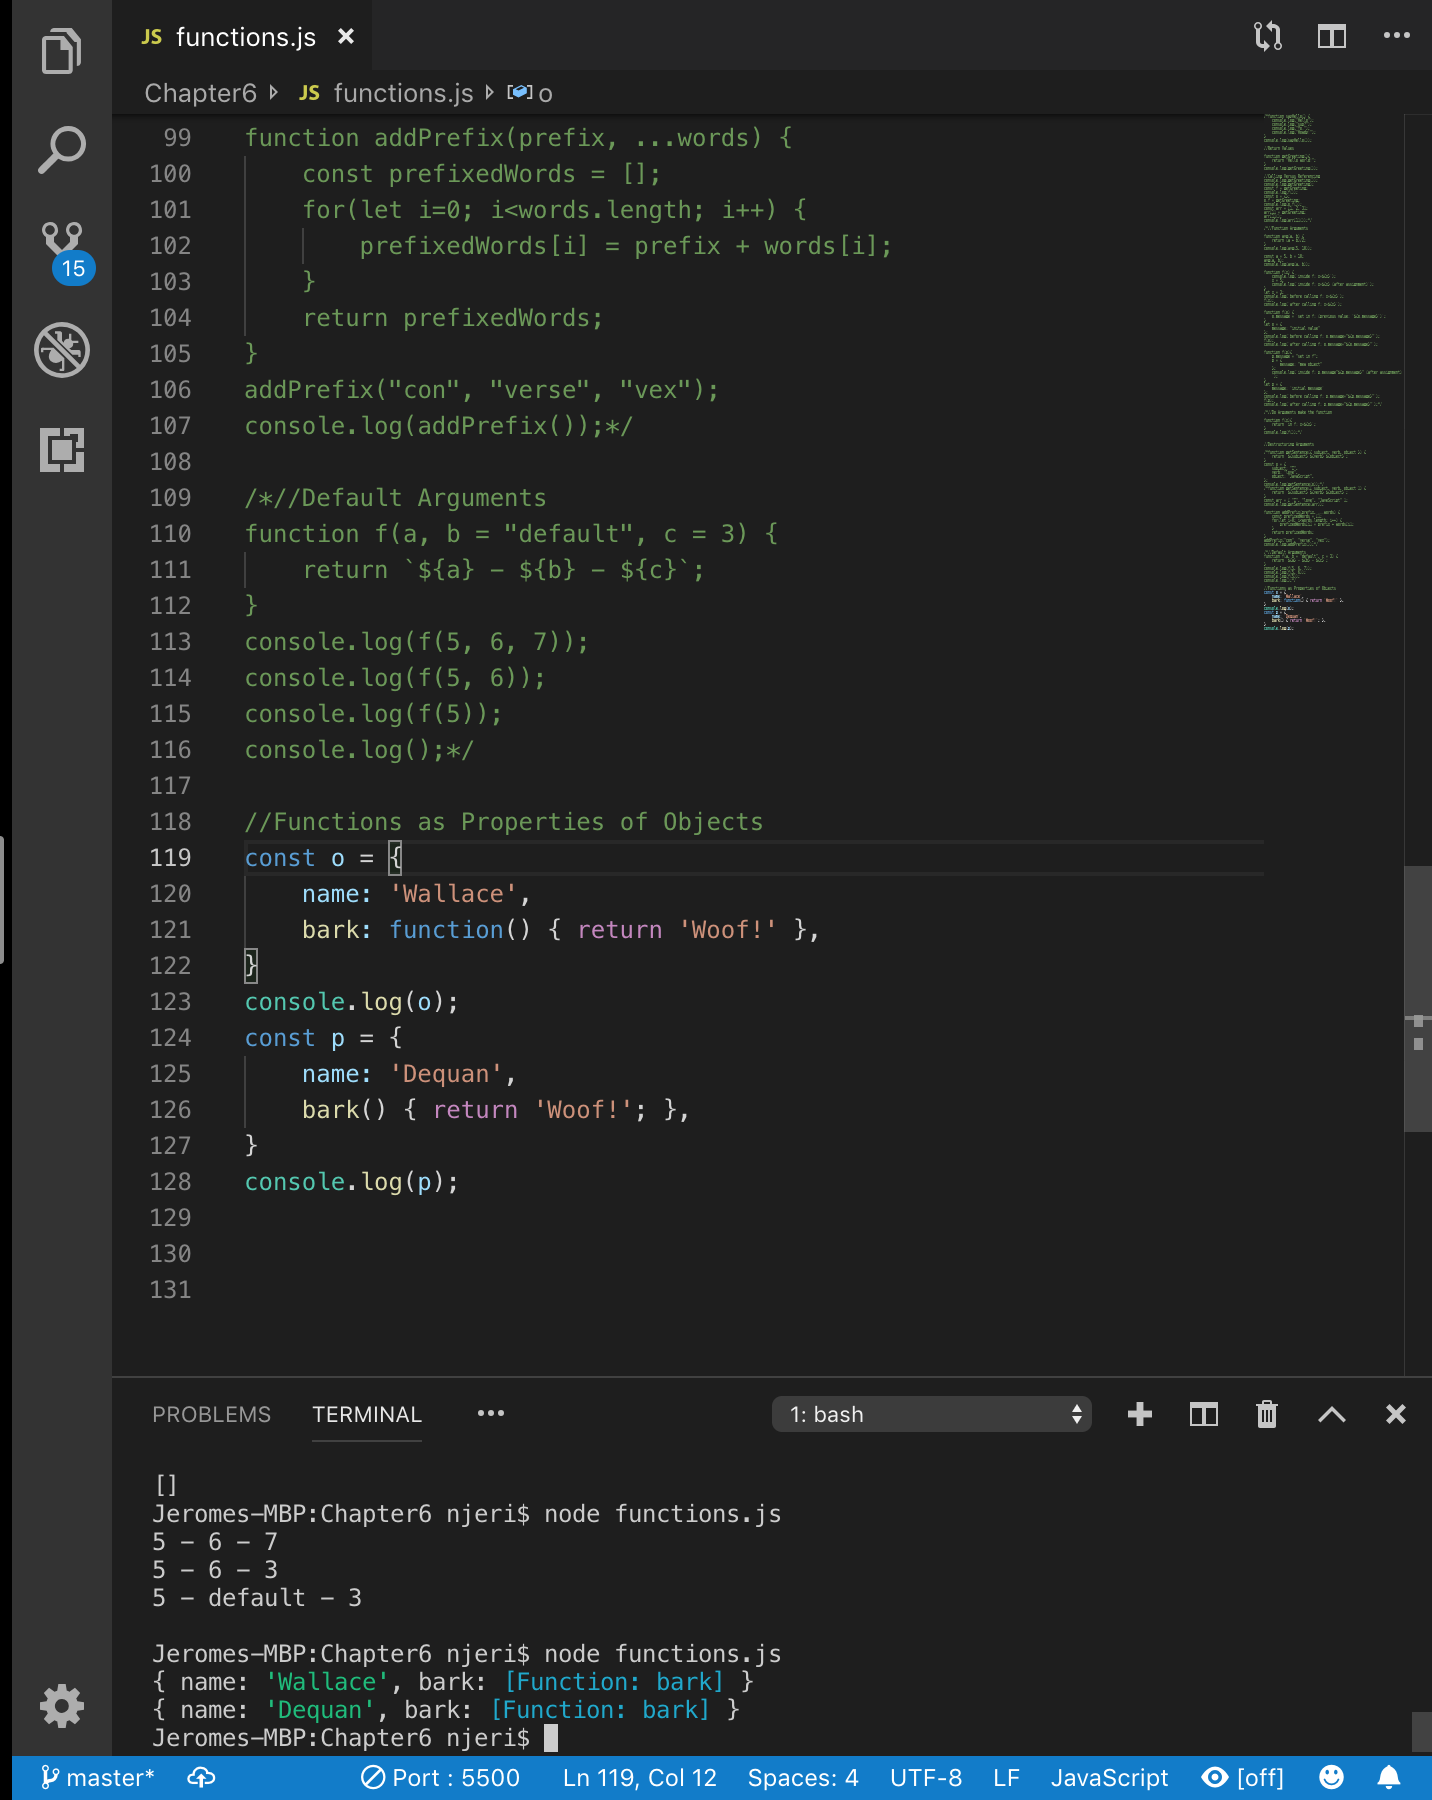 JS functions.js ×
Chapter6 JS functions.js o
99 function addPrefix(prefix, ...words) {
100 const prefixedWords = [];
101 for(let i=0; i<words.length; i++) {
102 prefixedWords[i] = prefix + words[i];
103 }
104 return prefixedWords;
105 }
106 addPrefix("con", "verse", "vex");
107 console.log(addPrefix());*/
108
109 /*//Default Arguments
110 function f(a, b = "default", c = 3) {
111 return `${a} - ${b} - ${c}`;
112 }
113 console.log(f(5, 6, 7));
114 console.log(f(5, 6));
115 console.log(f(5));
116 console.log();*/
117
118 //Functions as Properties of Objects
119 const o = {
120 name: 'Wallace',
121 bark: function() { return 'Woof!' },
122 }
123 console.log(o);
124 const p = {
125 name: 'Dequan',
126 bark() { return 'Woof!'; },
127 }
128 console.log(p);
129
130
131
15
PROBLEMS TERMINAL ••• 1: bash
[]
Jeromes-MBP:Chapter6 njeri$ node functions.js
5 - 6 - 7
5 - 6 - 3
5 - default - 3
Jeromes-MBP:Chapter6 njeri$ node functions.js
{ name: 'Wallace', bark: [Function: bark] }
{ name: 'Dequan', bark: [Function: bark] }
Jeromes-MBP:Chapter6 njeri$
master* Port : 5500 Ln 119, Col 12 Spaces: 4 UTF-8 LF JavaScript [off]